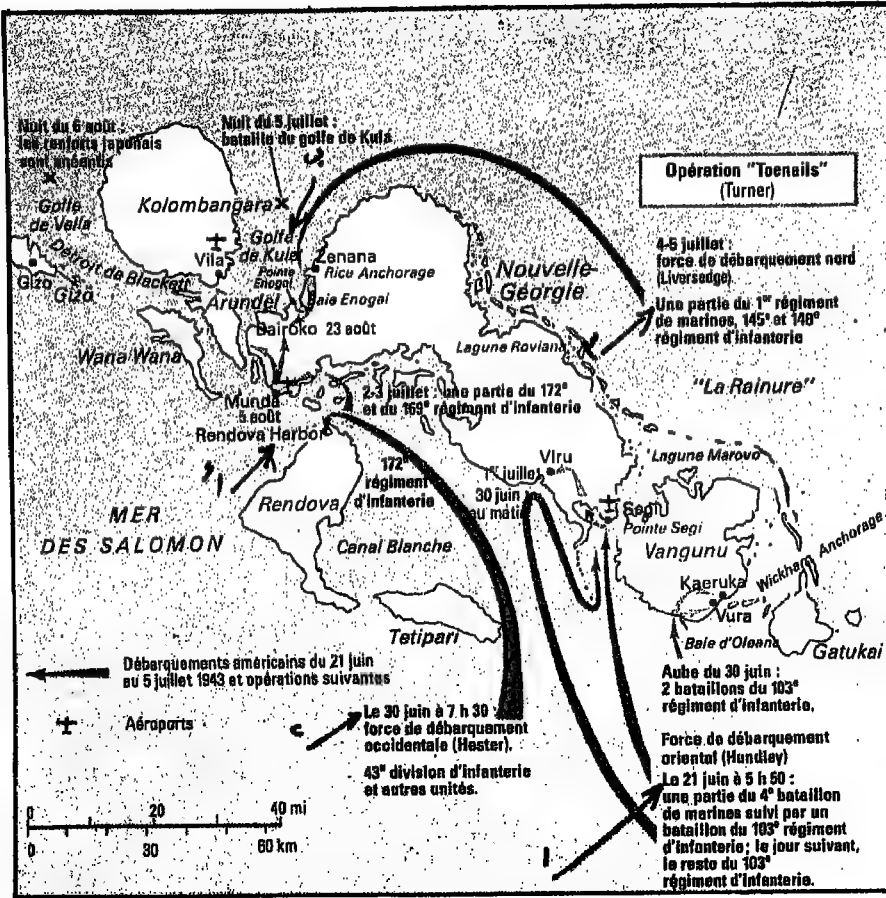 Nuit du 6 août :
les renforts japonais
sont anéantis
Nuit du 5 juillet :
bataille du golfe de Kula
Opération "Toenails"
(Turner)
Kolombangara
Golfe
de Vella
Golfe
de Kula
Vila
Pointe
Enogai
Zenana
Rice Anchorage
Gizo
Gizo
Détroit de Blackett
Arundel
Baie Enogai
Bairoko 23 août
Nouvelle-
Géorgie
4-5 juillet :
force de débarquement nord
(Liversedge)
Une partie du 1er régiment
de marines, 145e et 148e
régiment d'infanterie
Wana Wana
Lagune Roviana
"La Rainure"
Munda
5 août
2-3 juillet : une partie du 172e
et du 169e régiment d'infanterie
Rendova Harbor
172e
régiment
d'infanterie
Viru
1er juillet
30 juin
au matin
Lagune Marovo
Rendova
Segi
Pointe Segi
Vangunu
MER
DES SALOMON
Canal Blanche
Kaeruka
Wickham Anchorage
Vura
Tetipari
Baie d'Oleana
Gatukai
Débarquements américains du 21 juin
au 5 juillet 1943 et opérations suivantes
Aéroports
Le 30 juin à 7 h 30 :
force de débarquement
occidentale (Hester).
43e division d'infanterie
et autres unités.
Aube du 30 juin :
2 bataillons du 103e
régiment d'infanterie.
Force de débarquement
oriental (Hundley)
Le 21 juin à 5 h 50 :
une partie du 4e bataillon
de marines suivi par un
bataillon du 103e régiment
d'infanterie; le jour suivant,
le resto du 103e
régiment d'infanterie.
0 20 40 mi
0 30 60 km